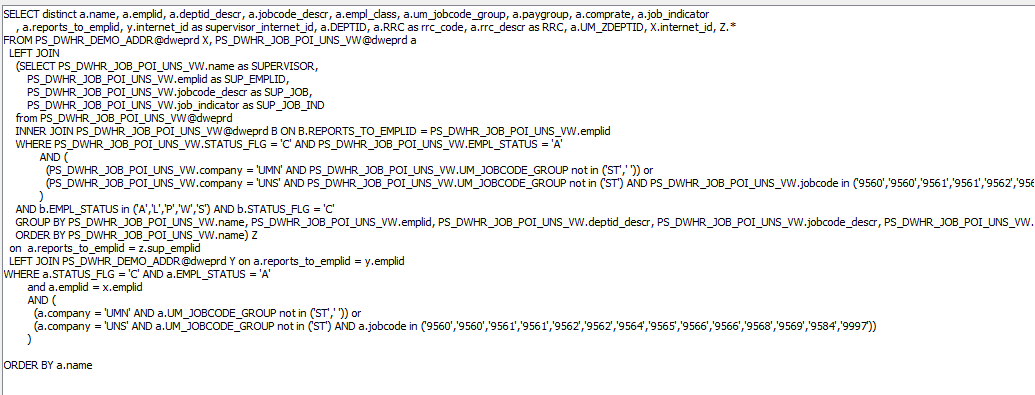 SELECT distinct a.name, a.emplid, a.deptid_descr, a.jobcode_descr, a.empl_class, a.um_jobcode_group, a.paygroup, a.comprate, a.job_indicator
, a.reports_to_emplid, y.internet_id as supervisor_internet_id, a.DEPTID, a.RRC as rrc_code, a.rrc_descr as RRC, a.UM_ZDEPTID, X.internet_id, Z.*
FROM PS_DWHR_DEMO_ADDR@dweprd X, PS_DWHR_JOB_POI_UNS_VW@dweprd a
LEFT JOIN
(SELECT PS_DWHR_JOB_POI_UNS_VW.name as SUPERVISOR,
PS_DWHR_JOB_POI_UNS_VW.emplid as SUP_EMPLID,
PS_DWHR_JOB_POI_UNS_VW.jobcode_descr as SUP_JOB,
PS_DWHR_JOB_POI_UNS_VW.job_indicator as SUP_JOB_IND
from PS_DWHR_JOB_POI_UNS_VW@dweprd
INNER JOIN PS_DWHR_JOB_POI_UNS_VW@dweprd B ON B.REPORTS_TO_EMPLID = PS_DWHR_JOB_POI_UNS_VW.emplid
WHERE PS_DWHR_JOB_POI_UNS_VW.STATUS_FLG = 'C' AND PS_DWHR_JOB_POI_UNS_VW.EMPL_STATUS = 'A'
AND (
(PS_DWHR_JOB_POI_UNS_VW.company = 'UMN' AND PS_DWHR_JOB_POI_UNS_VW.UM_JOBCODE_GROUP not in ('ST',' ')) or
(PS_DWHR_JOB_POI_UNS_VW.company = 'UNS' AND PS_DWHR_JOB_POI_UNS_VW.UM_JOBCODE_GROUP not in ('ST') AND PS_DWHR_JOB_POI_UNS_VW.jobcode in ('9560','9560','9561','9561','9562','956
)
AND b.EMPL_STATUS in ('A','L','P','W','S') AND b.STATUS_FLG = 'C'
GROUP BY PS_DWHR_JOB_POI_UNS_VW.name, PS_DWHR_JOB_POI_UNS_VW.emplid, PS_DWHR_JOB_POI_UNS_VW.deptid_descr, PS_DWHR_JOB_POI_UNS_VW.jobcode_descr, PS_DWHR_JOB_POI_UNS_VW.
ORDER BY PS_DWHR_JOB_POI_UNS_VW.name) Z
on a.reports_to_emplid = z.sup_emplid
LEFT JOIN PS_DWHR_DEMO_ADDR@dweprd Y on a.reports_to_emplid = y.emplid
WHERE a.STATUS_FLG = 'C' AND a.EMPL_STATUS = 'A'
and a.emplid = x.emplid
AND (
(a.company = 'UMN' AND a.UM_JOBCODE_GROUP not in ('ST',' ')) or
(a.company = 'UNS' AND a.UM_JOBCODE_GROUP not in ('ST') AND a.jobcode in ('9560','9560','9561','9561','9562','9562','9564','9565','9566','9566','9568','9569','9584','9997'))
)
ORDER BY a.name